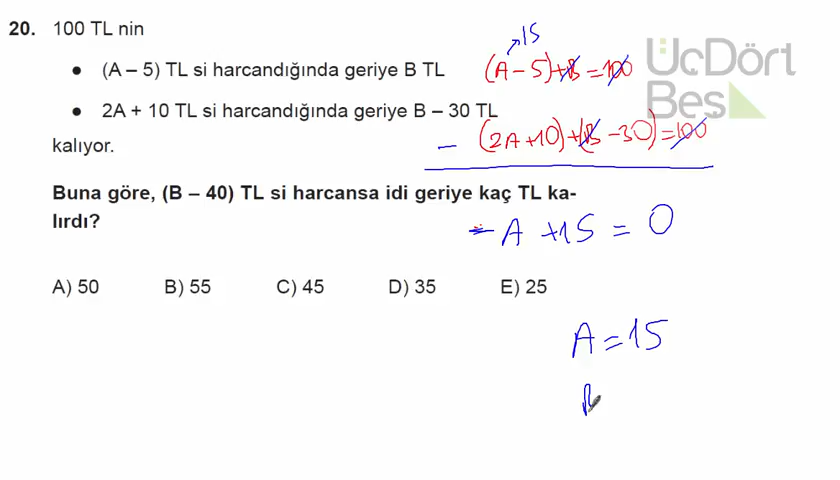 20. 100 TL nin
• (A – 5) TL si harcandığında geriye B TL
• 2A + 10 TL si harcandığında geriye B – 30 TL
kalıyor.
Buna göre, (B – 40) TL si harcansa idi geriye kaç TL ka-
lırdı?
A) 50 B) 55 C) 45 D) 35 E) 25
15
(A - 5) + B = 100
- (2A + 10) + (B - 30) = 100
- A + 15 = 0
A = 15
B
ÜçDört
Beş